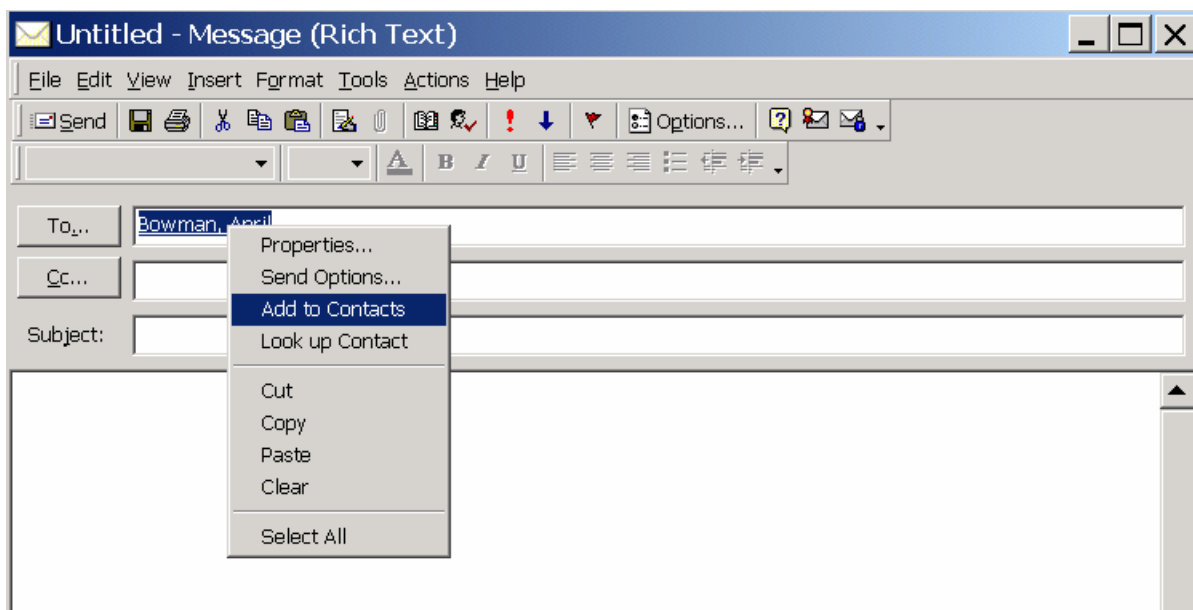 Untitled - Message (Rich Text)
File Edit View Insert Format Tools Actions Help
Send Options...
A B I U
To... Bowman, April
Properties...
Cc... Send Options...
Add to Contacts
Subject: Look up Contact
Cut
Copy
Paste
Clear
Select All